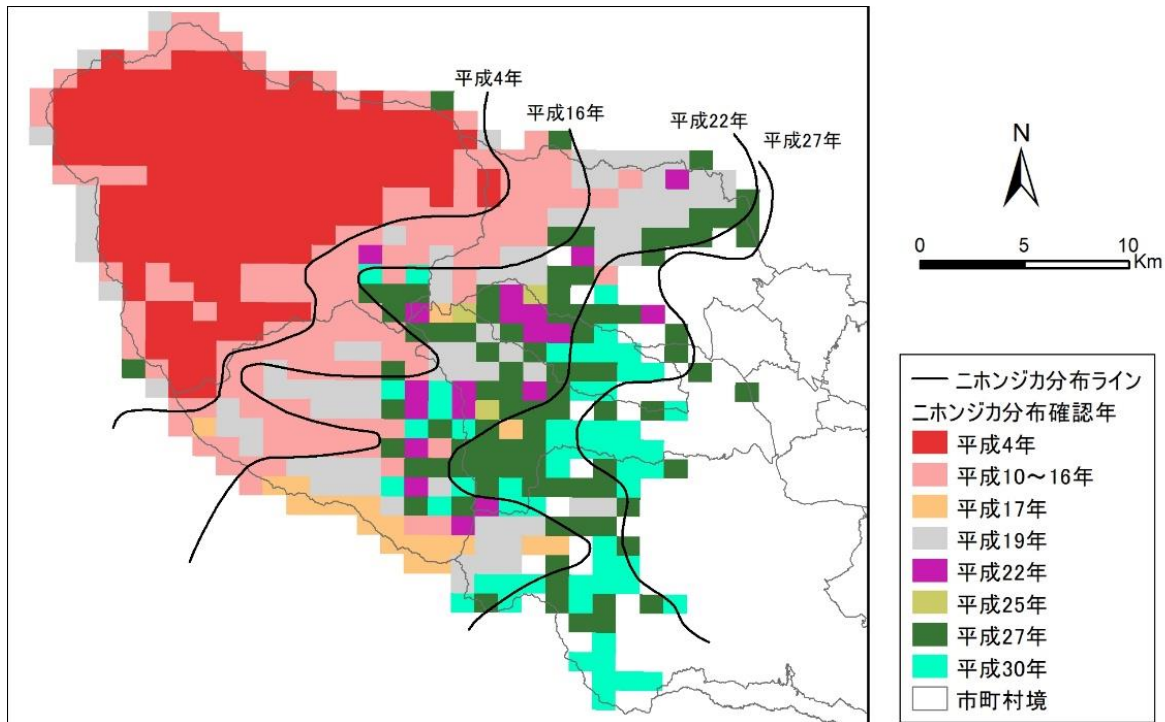 平成4年
平成16年
平成22年
平成27年
N
0 5 10
Km
ニホンジカ分布ライン
ニホンジカ分布確認年
平成4年
平成10～16年
平成17年
平成19年
平成22年
平成25年
平成27年
平成30年
市町村境